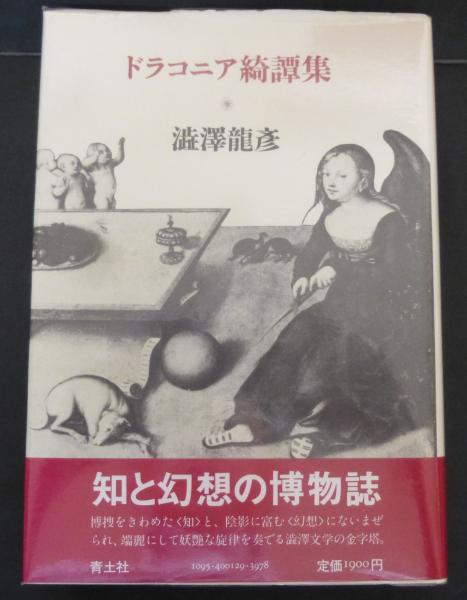 ドラコニア綺譚集
澁澤龍彥
知と幻想の博物誌
博捜をきわめた〈知〉と、陰影に富む〈幻想〉にないまぜ
られ、端麗にして妖艶な旋律を奏でる澁澤文学の金字塔。
青土社 1095-400129-3978 定価1900円